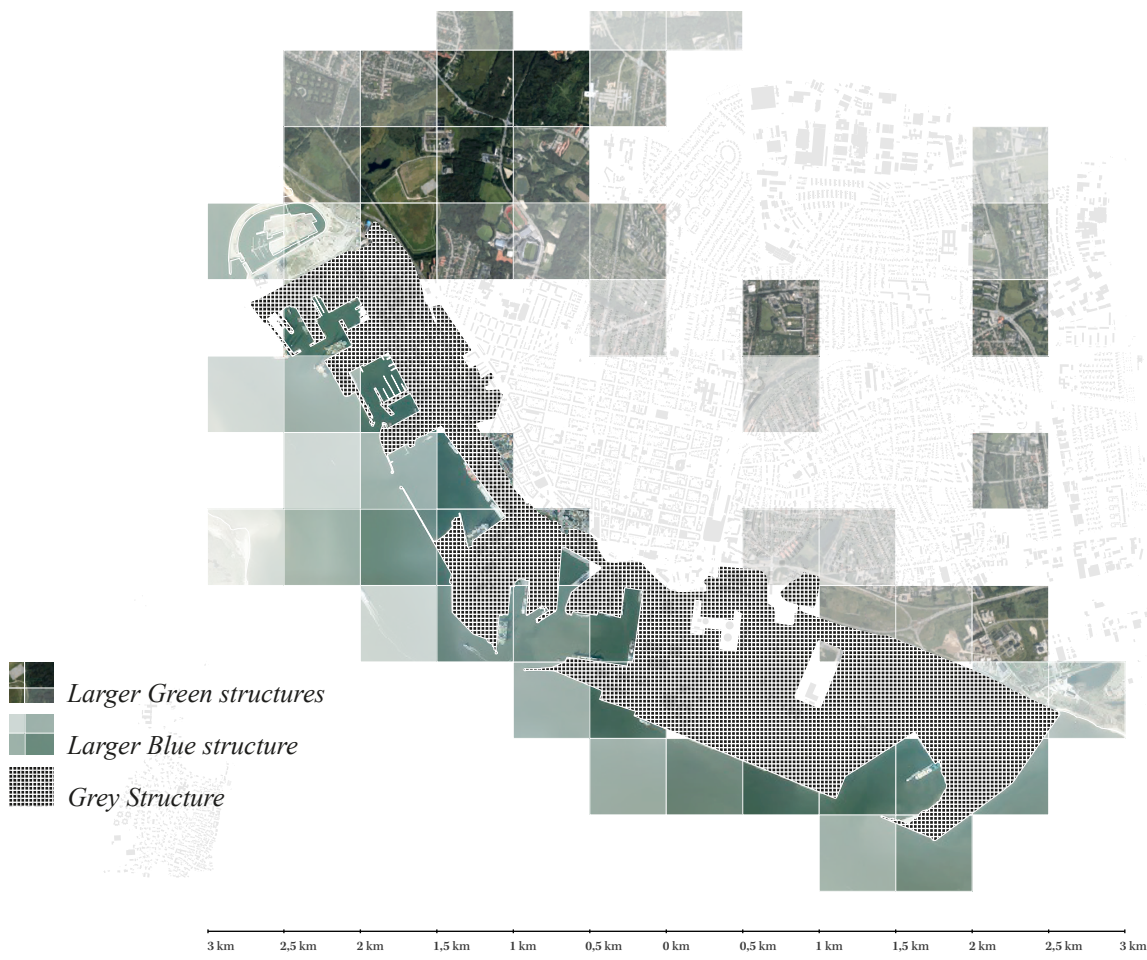 Larger Green structures
Larger Blue structure
Grey Structure
3 km 2,5 km 2 km 1,5 km 1 km 0,5 km 0 km 0,5 km 1 km 1,5 km 2 km 2,5 km 3 km